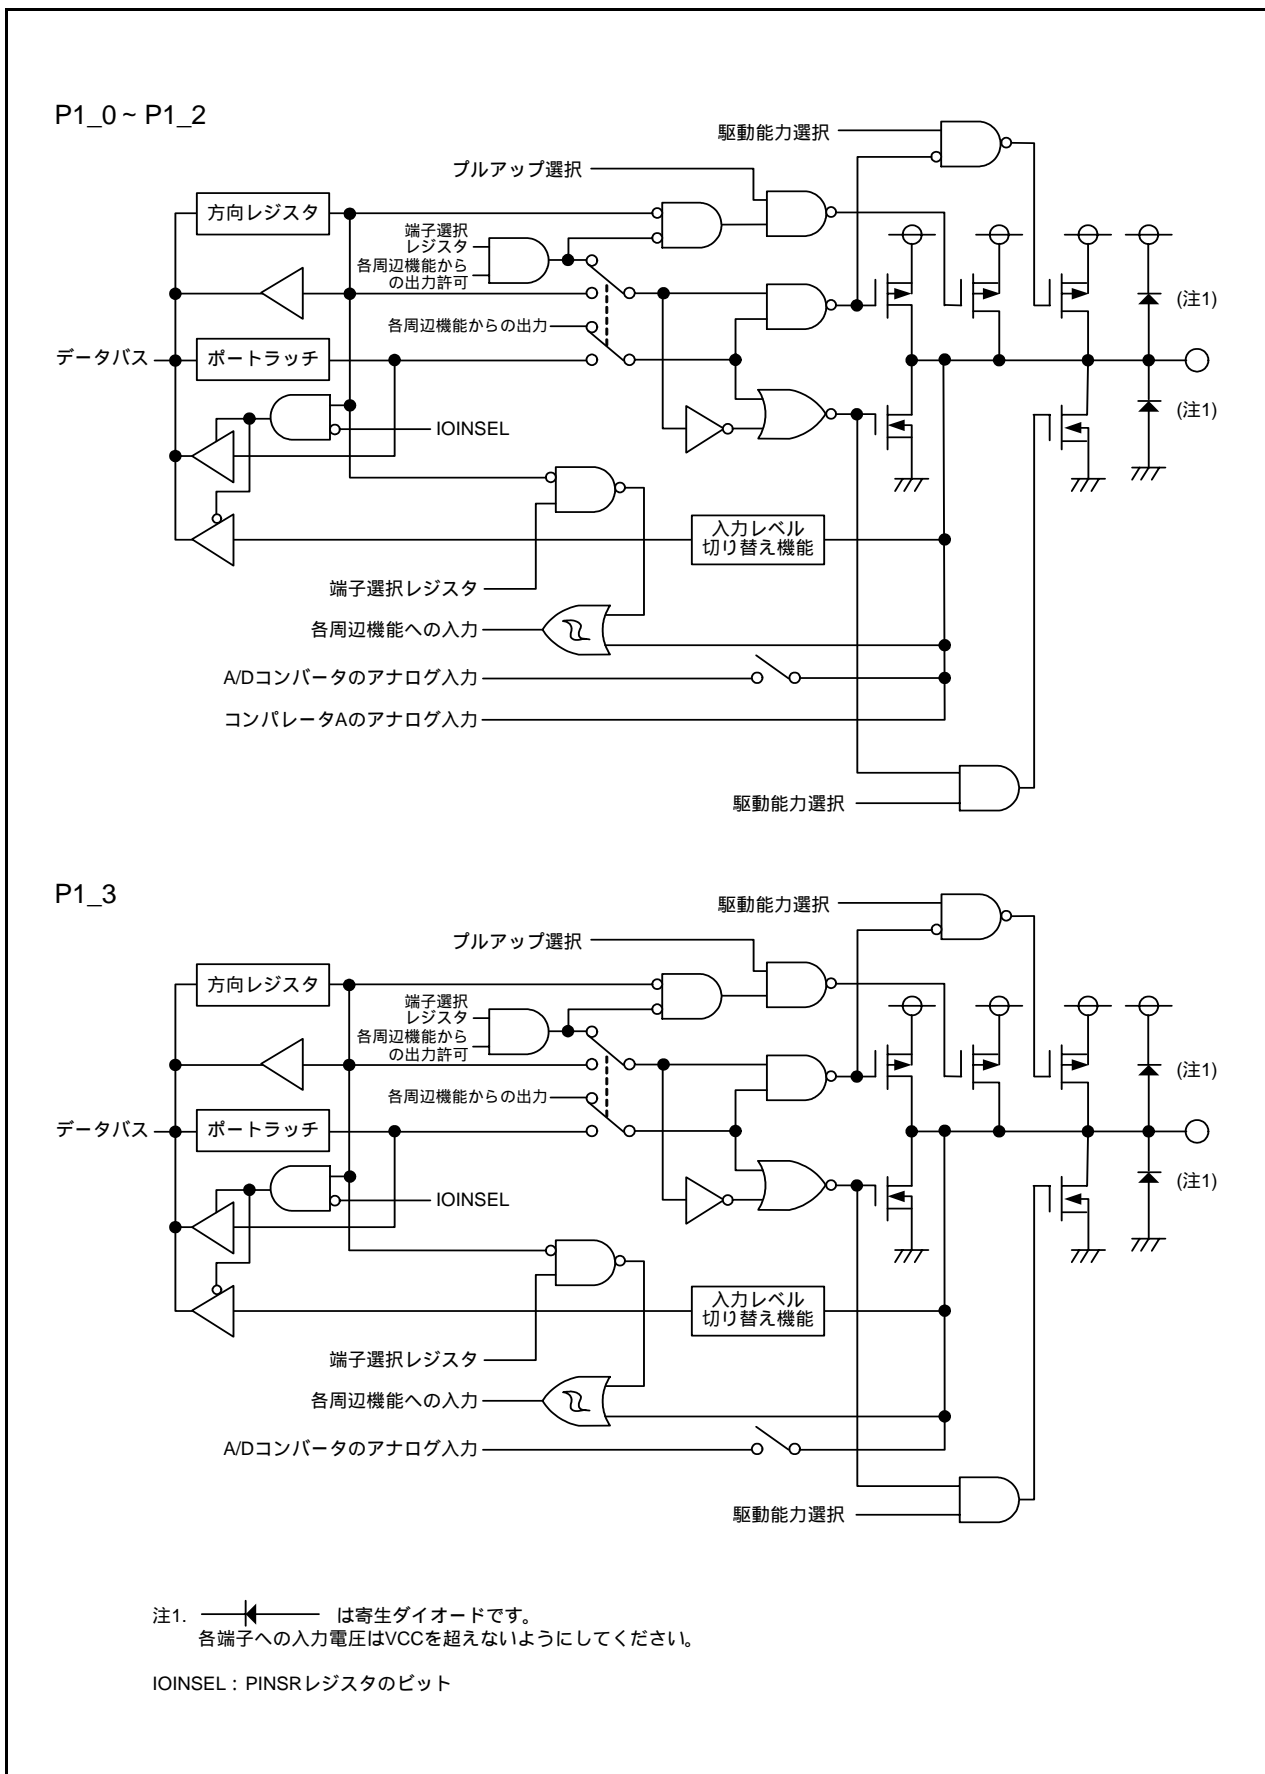 P1_0 ~ P1_2
駆動能力選択
プルアップ選択
方向レジスタ
端子選択
レジスタ
各周辺機能から
の出力許可
(注1)
各周辺機能からの出力
データバス
ポートラッチ
(注1)
IOINSEL
入力レベル
切り替え機能
端子選択レジスタ
各周辺機能への入力
A/Dコンバータのアナログ入力
コンパレータAのアナログ入力
駆動能力選択
P1_3
駆動能力選択
プルアップ選択
方向レジスタ
端子選択
レジスタ
各周辺機能から
の出力許可
(注1)
各周辺機能からの出力
データバス
ポートラッチ
(注1)
IOINSEL
入力レベル
切り替え機能
端子選択レジスタ
各周辺機能への入力
A/Dコンバータのアナログ入力
駆動能力選択
注1. は寄生ダイオードです。
各端子への入力電圧はVCCを超えないようにしてください。
IOINSEL : PINSRレジスタのビット